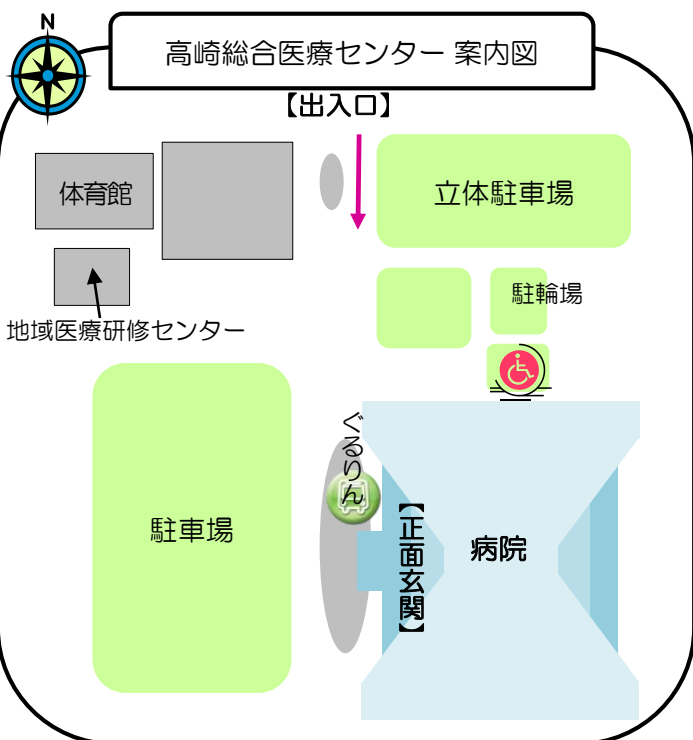 N
高崎総合医療センター 案内図
【出入口】
体育館
立体駐車場
駐輪場
地域医療研修センター
ぐるりん
駐車場
【正面玄関】
病院